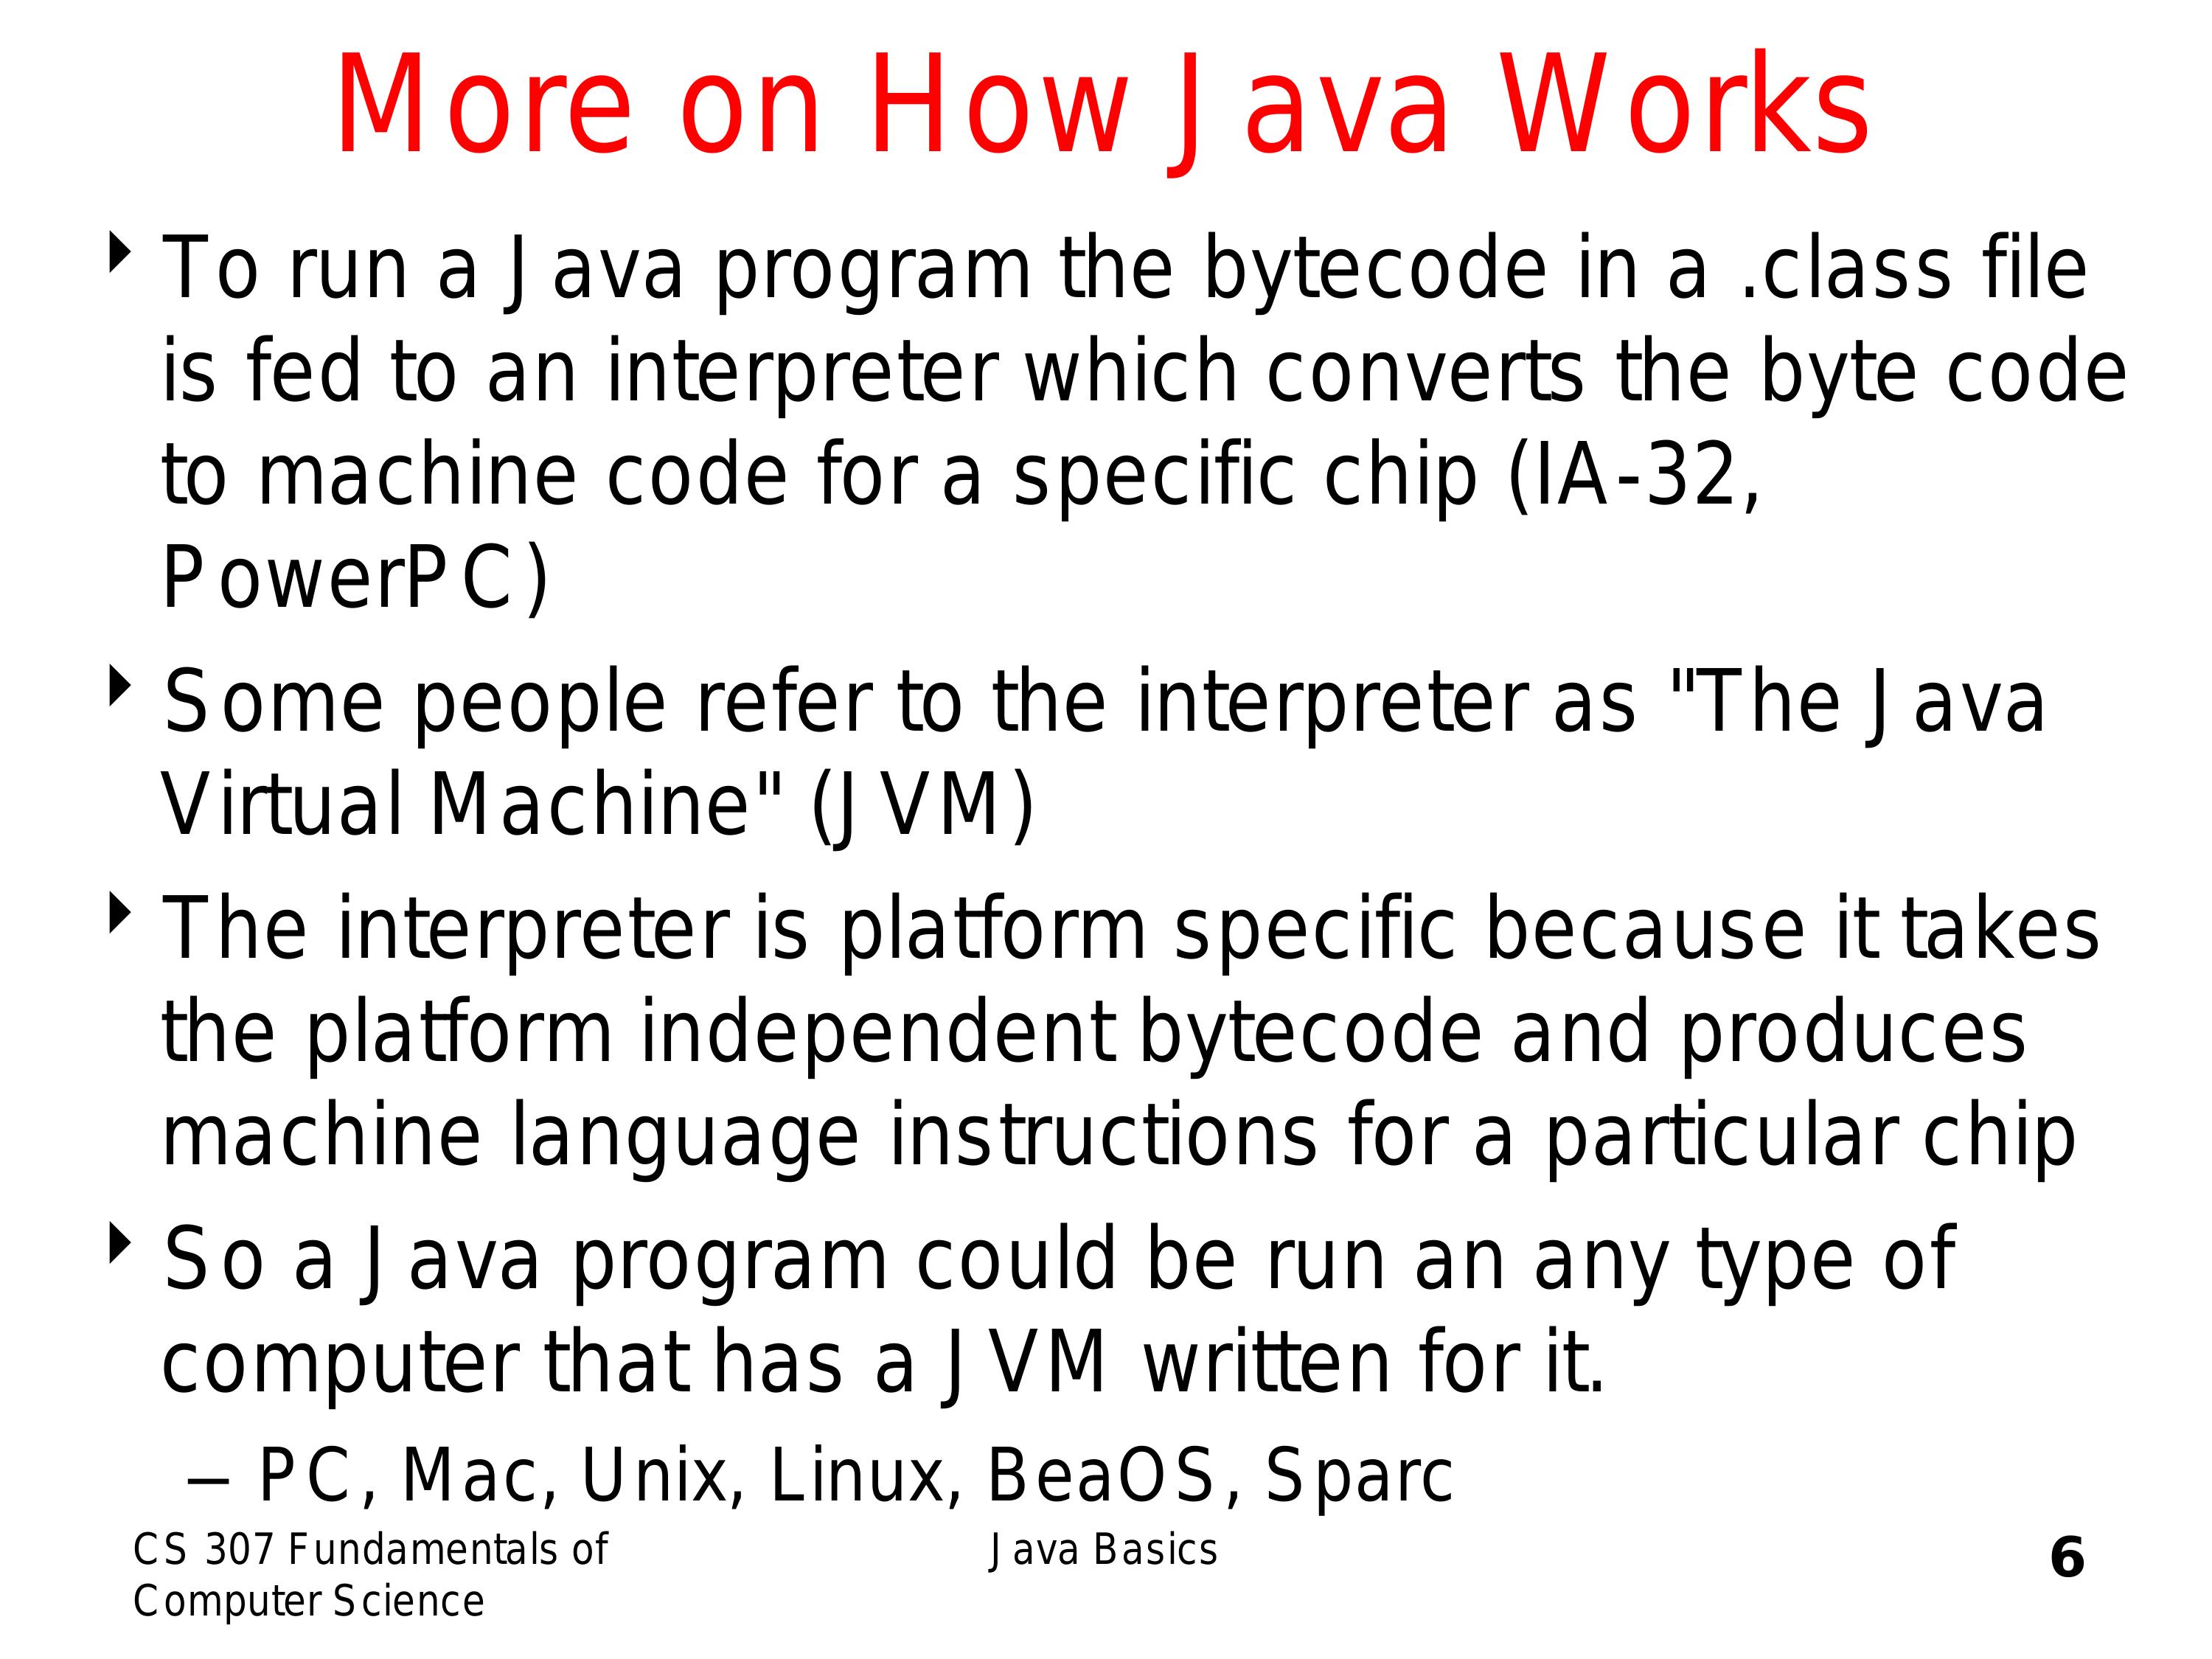 More on How Java Works
To run a Java program the bytecode in a .class file
is fed to an interpreter which converts the byte code
to machine code for a specific chip (IA-32,
PowerPC)
Some people refer to the interpreter as "The Java
Virtual Machine" (JVM)
The interpreter is platform specific because it takes
the platform independent bytecode and produces
machine language instructions for a particular chip
So a Java program could be run an any type of
computer that has a JVM written for it.
– PC, Mac, Unix, Linux, BeaOS, Sparc
CS 307 Fundamentals of
Computer Science
Java Basics
6